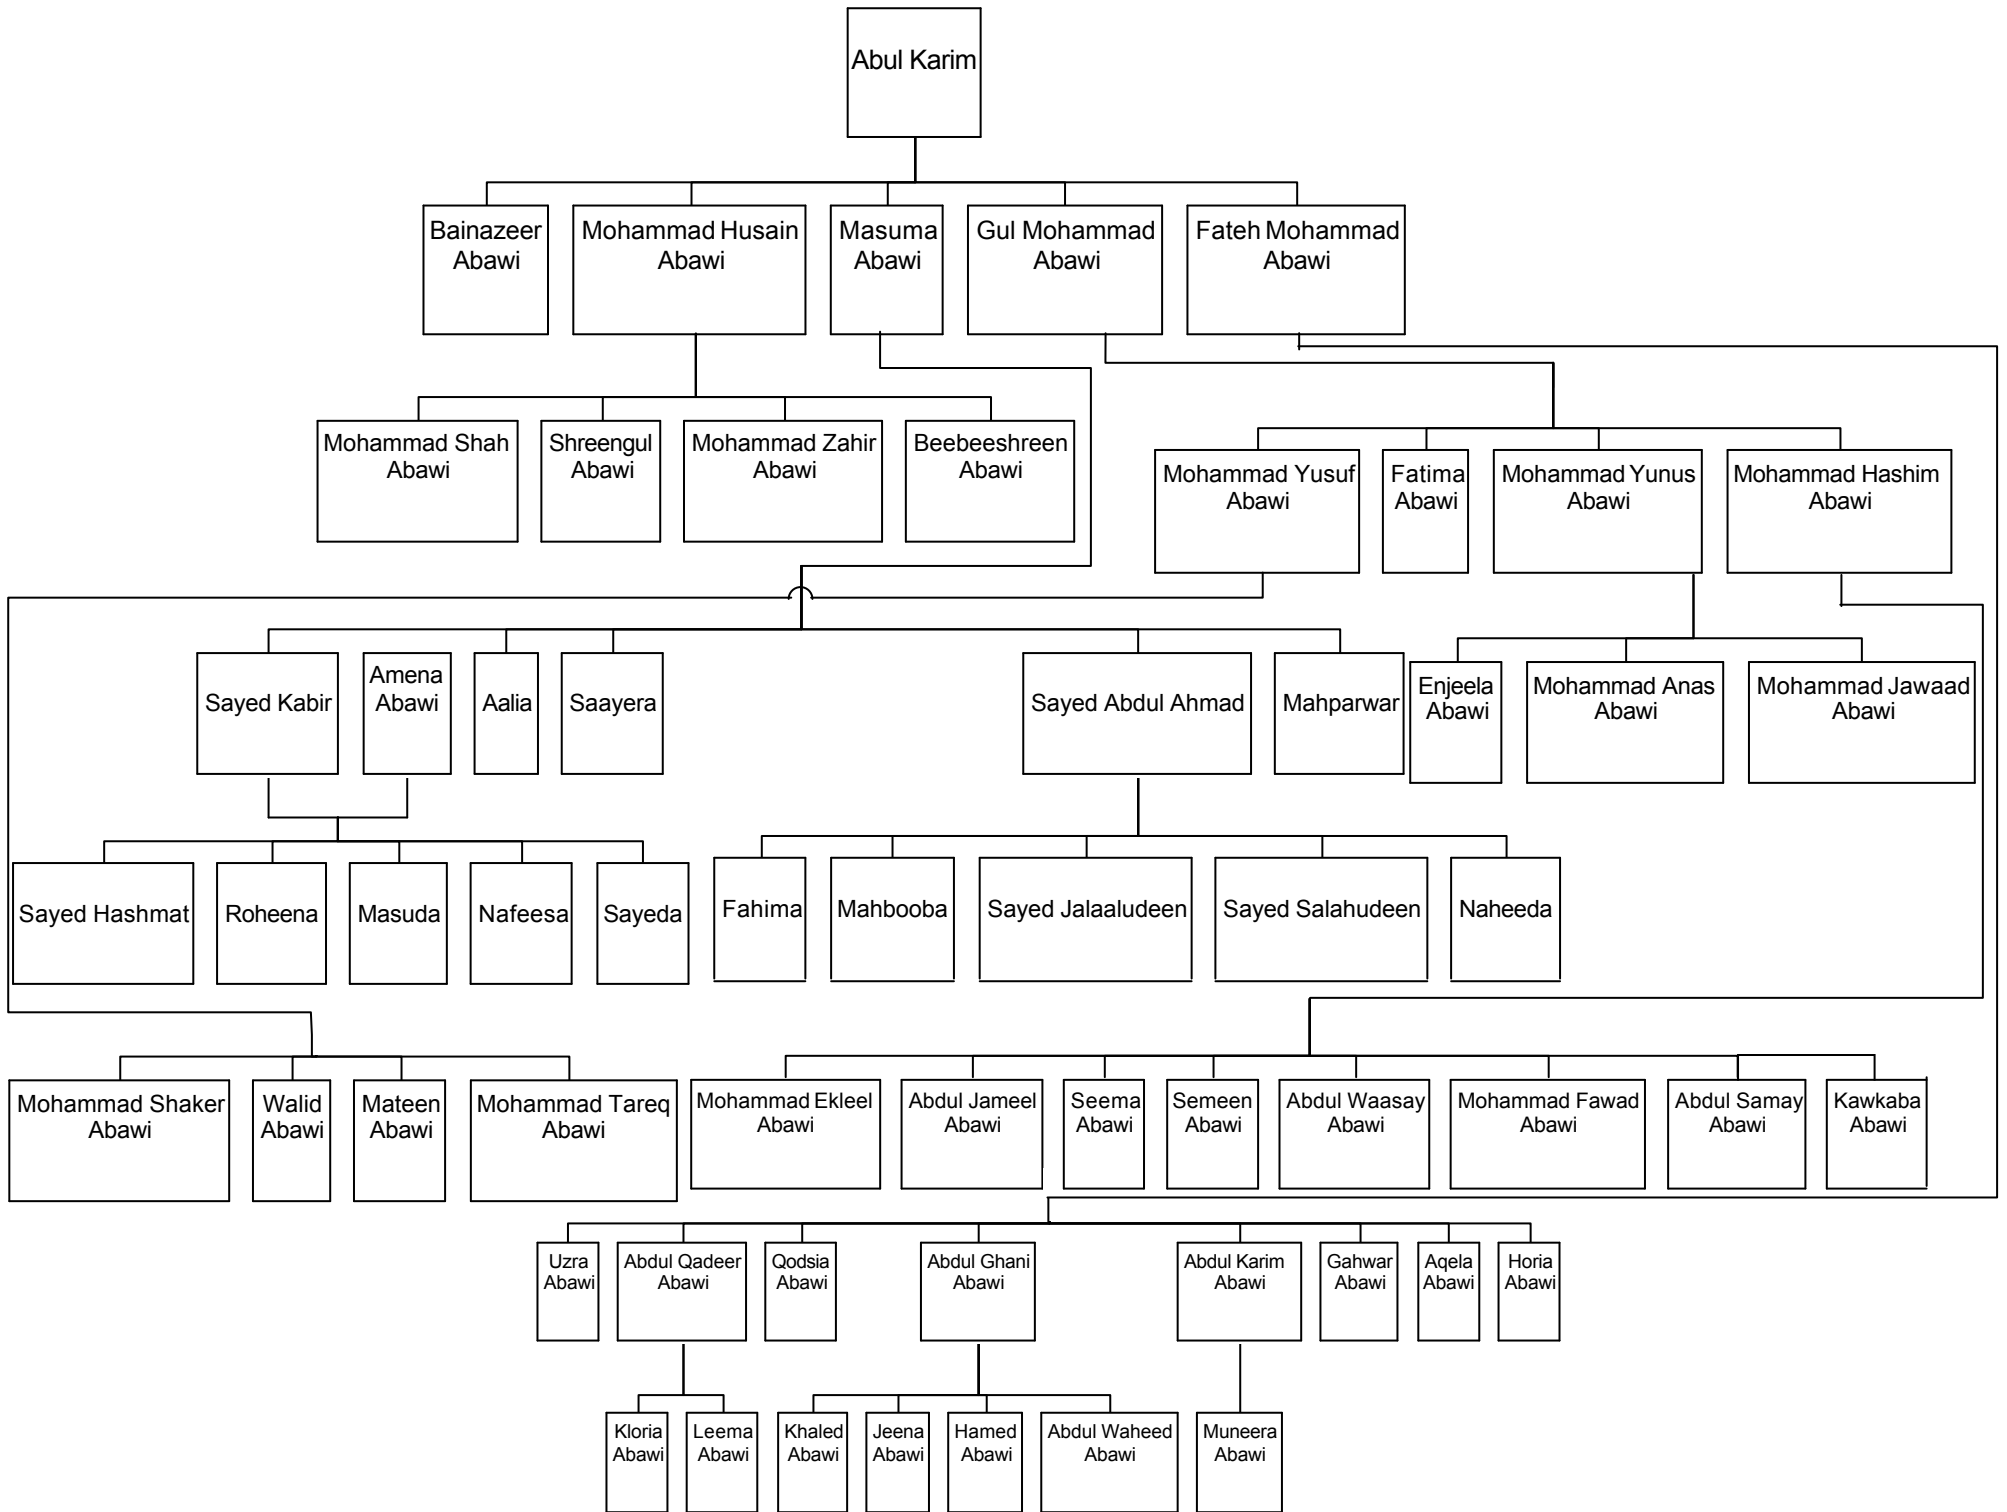 Abul Karim
Bainazeer
Abawi
Mohammad Husain
Abawi
Masuma
Abawi
Gul Mohammad
Abawi
Fateh Mohammad
Abawi
Mohammad Shah
Abawi
Shreengul
Abawi
Mohammad Zahir
Abawi
Beebeeshreen
Abawi
Mohammad Yusuf
Abawi
Fatima
Abawi
Mohammad Yunus
Abawi
Mohammad Hashim
Abawi
Sayed Kabir
Amena
Abawi
Aalia
Saayera
Sayed Abdul Ahmad
Mahparwar
Enjeela
Abawi
Mohammad Anas
Abawi
Mohammad Jawaad
Abawi
Sayed Hashmat
Roheena
Masuda
Nafeesa
Sayeda
Fahima
Mahbooba
Sayed Jalaaludeen
Sayed Salahudeen
Naheeda
Mohammad Shaker
Abawi
Walid
Abawi
Mateen
Abawi
Mohammad Tareq
Abawi
Mohammad Ekleel
Abawi
Abdul Jameel
Abawi
Seema
Abawi
Semeen
Abawi
Abdul Waasay
Abawi
Mohammad Fawad
Abawi
Abdul Samay
Abawi
Kawkaba
Abawi
Uzra
Abawi
Abdul Qadeer
Abawi
Qodsia
Abawi
Abdul Ghani
Abawi
Abdul Karim
Abawi
Gahwar
Abawi
Aqela
Abawi
Horia
Abawi
Kloria
Abawi
Leema
Abawi
Khaled
Abawi
Jeena
Abawi
Hamed
Abawi
Abdul Waheed
Abawi
Muneera
Abawi